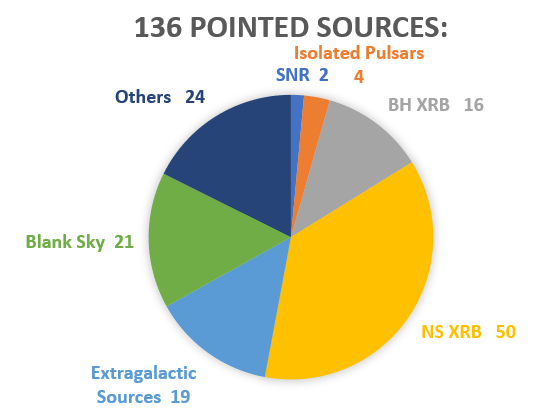 136 POINTED SOURCES:
Isolated Pulsars
SNR 2 4
Others 24
BH XRB 16
Blank Sky 21
NS XRB 50
Extragalactic
Sources 19